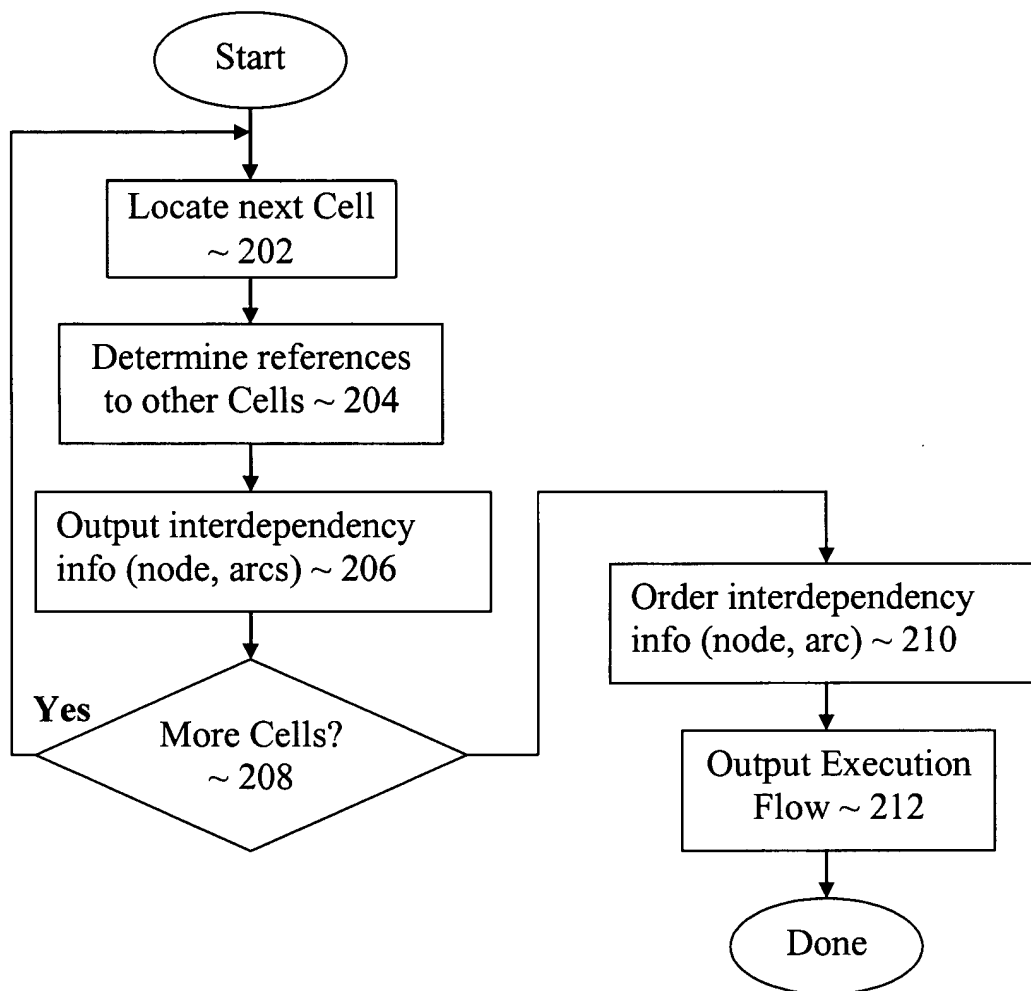 Start
Locate next Cell
~ 202
Determine references
to other Cells ~ 204
Output interdependency
info (node, arcs) ~ 206
Yes
More Cells?
~ 208
Order interdependency
info (node, arc) ~ 210
Output Execution
Flow ~ 212
Done